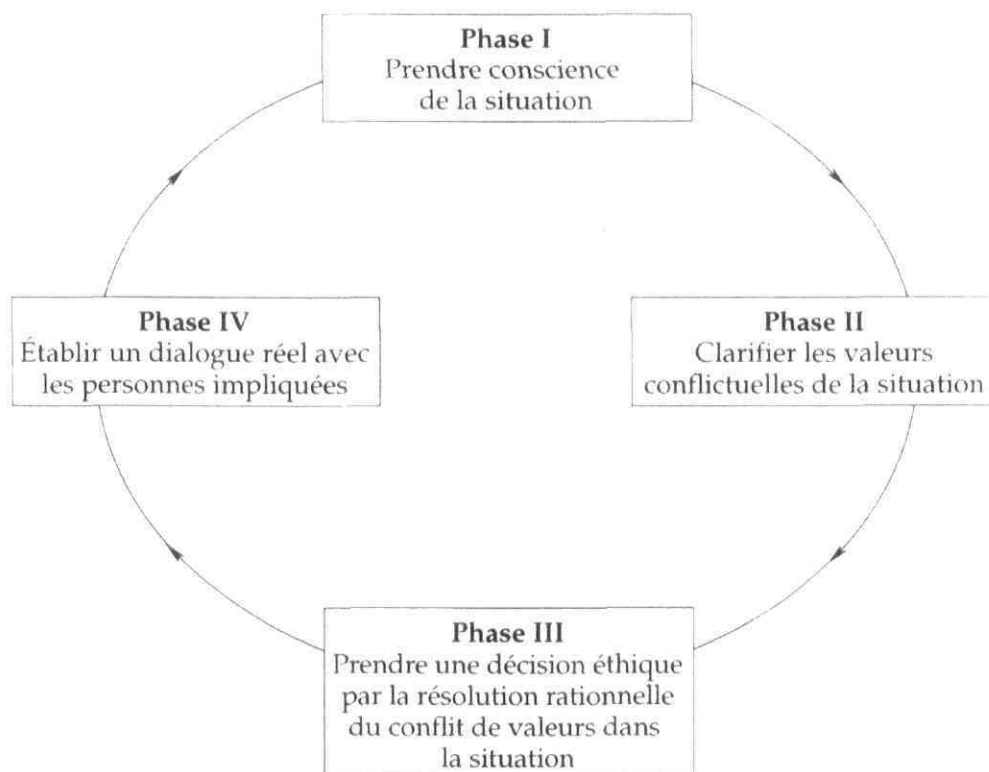 Phase I
Prendre conscience
de la situation
Phase II
Clarifier les valeurs
conflictuelles de la situation
Phase III
Prendre une décision éthique
par la résolution rationnelle
du conflit de valeurs dans
la situation
Phase IV
Établir un dialogue réel avec
les personnes impliquées